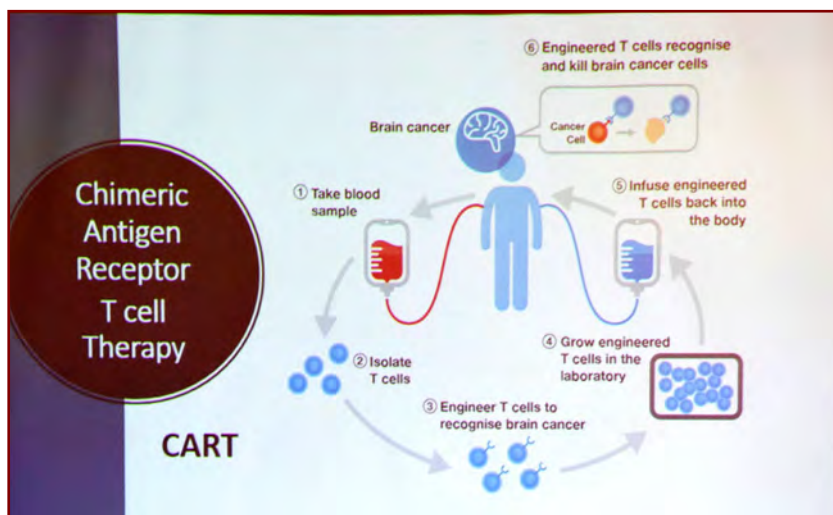 Chimeric
Antigen
Receptor
T cell
Therapy
CART
Brain cancer
① Take blood
sample
② Isolate
T cells
③ Engineer T cells to
recognise brain cancer
④ Grow engineered
T cells in the
laboratory
⑤ Infuse engineered
T cells back into
the body
⑥ Engineered T cells recognise
and kill brain cancer cells
Cancer
Cell